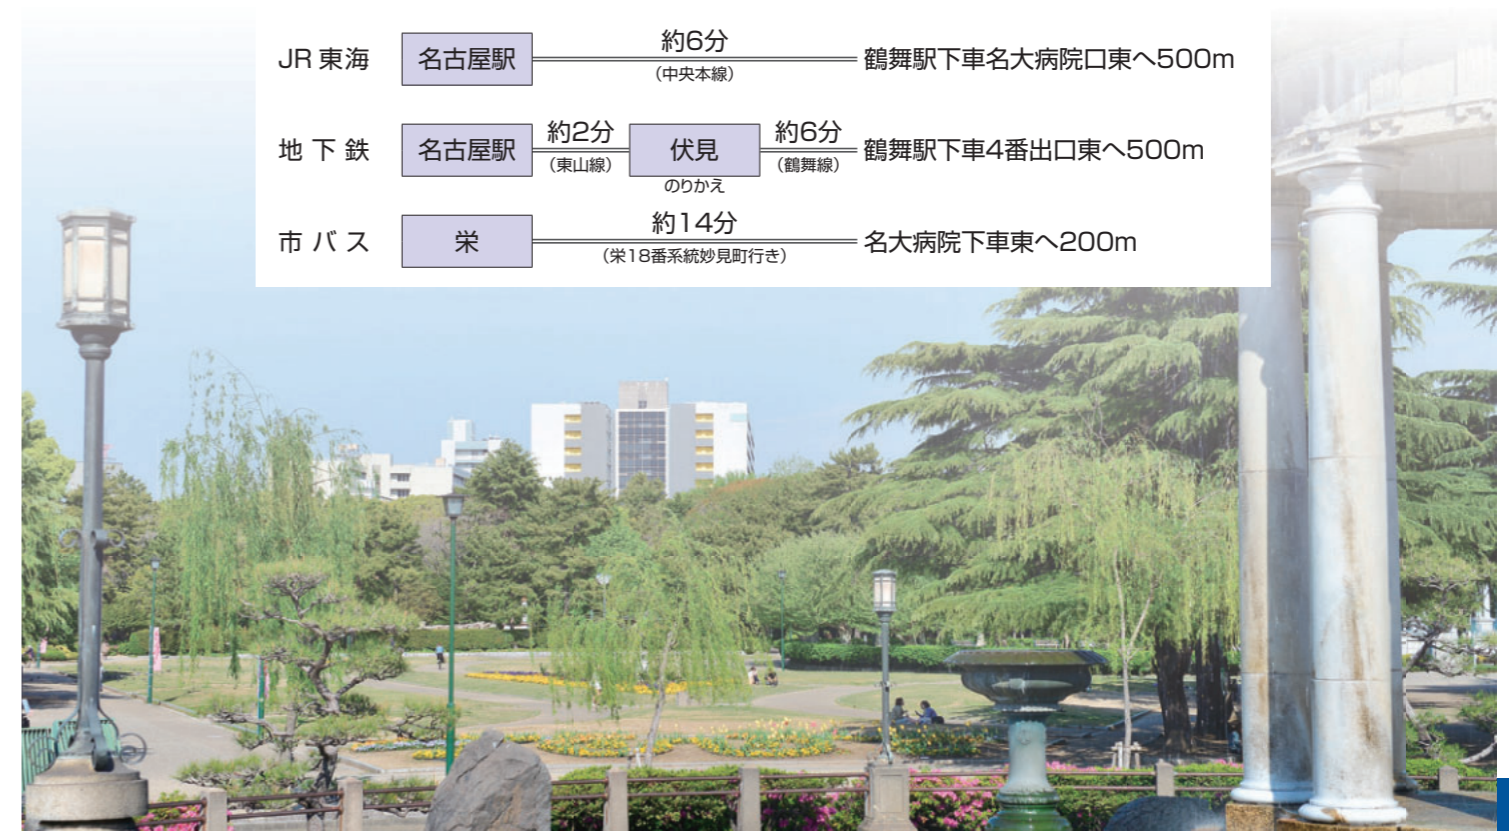 JR 東海 名古屋駅 約6分 (中央本線) 鶴舞駅下車名大病院口東へ500m
地下鉄 名古屋駅 約2分 (東山線) 伏見 のりかえ 約6分 (鶴舞線) 鶴舞駅下車4番出口東へ500m
市バス 栄 約14分 (栄18番系統妙見町行き) 名大病院下車東へ200m